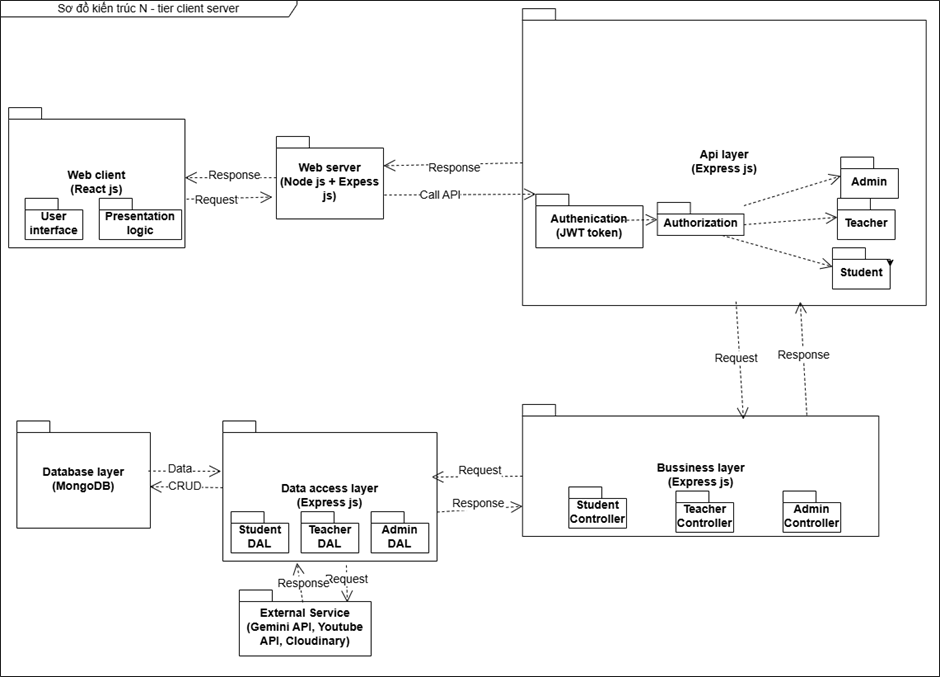 Sơ đồ kiến trúc N - tier client server
Web client
(React js)
User
interface
Presentation
logic
Response
Request
Web server
(Node js + Expess
js)
Response
Call API
Api layer
(Express js)
Authenication
(JWT token)
Authorization
Admin
Teacher
Student
Request
Response
Database layer
(MongoDB)
Data
CRUD
Data access layer
(Express js)
Student
DAL
Teacher
DAL
Admin
DAL
Request
Response
Bussiness layer
(Express js)
Student
Controller
Teacher
Controller
Admin
Controller
Response
Request
External Service
(Gemini API, Youtube
API, Cloudinary)